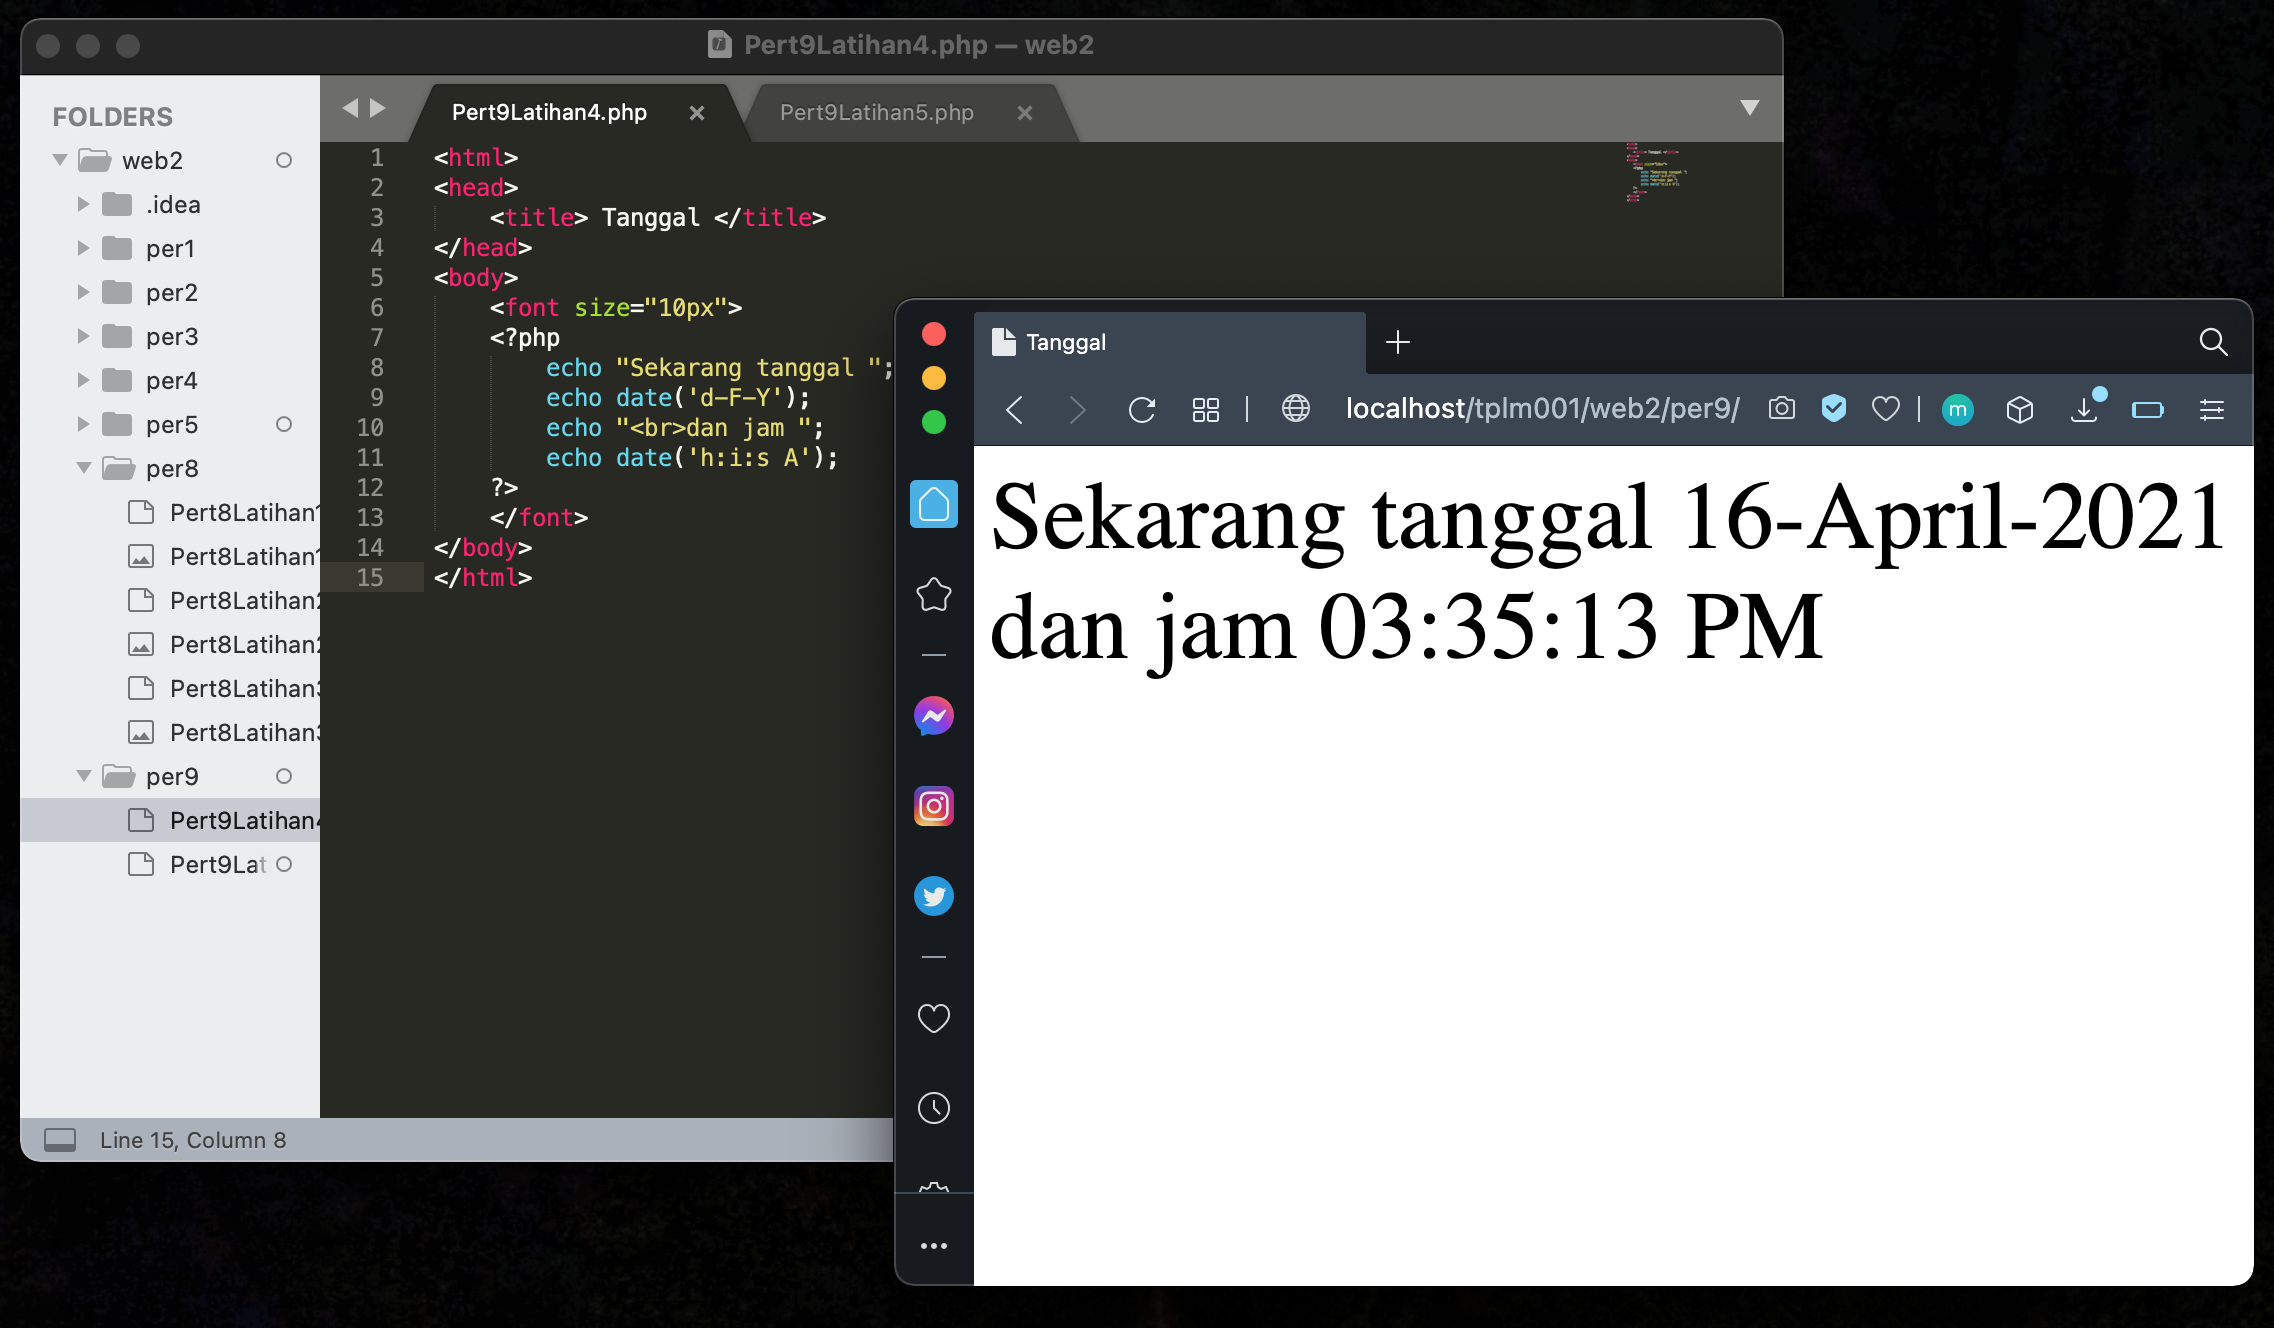 Pert9Latihan4.php — web2
FOLDERS
web2
.idea
per1
per2
per3
per4
per5
per8
Pert8Latihan
Pert8Latihan
Pert8Latihan
Pert8Latihan
Pert8Latihan
Pert8Latihan
per9
Pert9Latihan4
Pert9Lat
Pert9Latihan4.php
Pert9Latihan5.php
1 <html>
2 <head>
3 <title> Tanggal </title>
4 </head>
5 <body>
6 <font size="10px">
7 <?php
8 echo "Sekarang tanggal ";
9 echo date('d-F-Y');
10 echo "<br>dan jam ";
11 echo date('h:i:s A');
12 ?>
13 </font>
14 </body>
15 </html>
Line 15, Column 8
Tanggal
localhost/tplm001/web2/per9/
m
Sekarang tanggal 16-April-2021
dan jam 03:35:13 PM